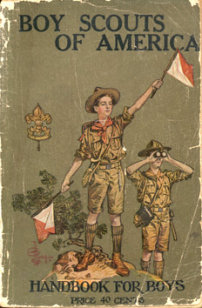 BOY SCOUTS
OF AMERICA
HANDBOOK FOR BOYS
PRICE 40 CENTS